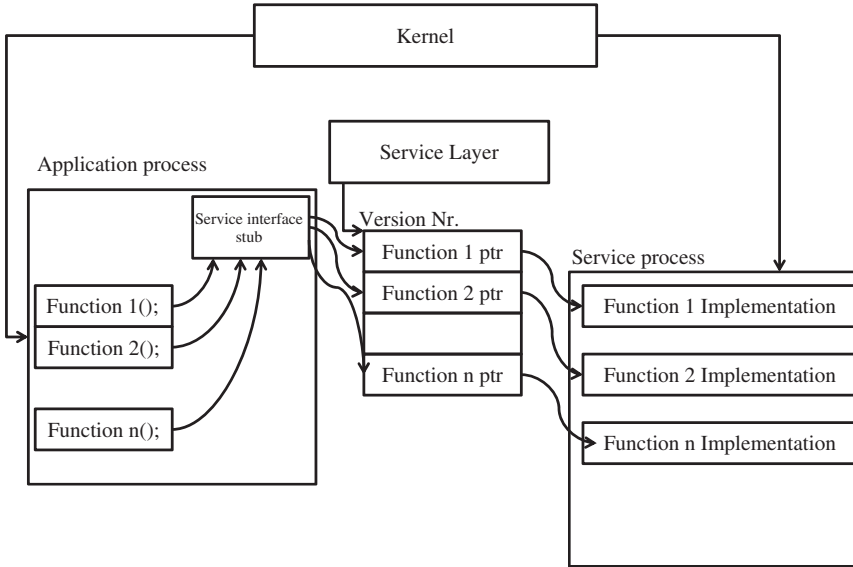 Kernel
Service Layer
Application process
Service interface
stub
Version Nr.
Function 1 ptr
Function 2 ptr
Function n ptr
Service process
Function 1();
Function 2();
Function n();
Function 1 Implementation
Function 2 Implementation
Function n Implementation